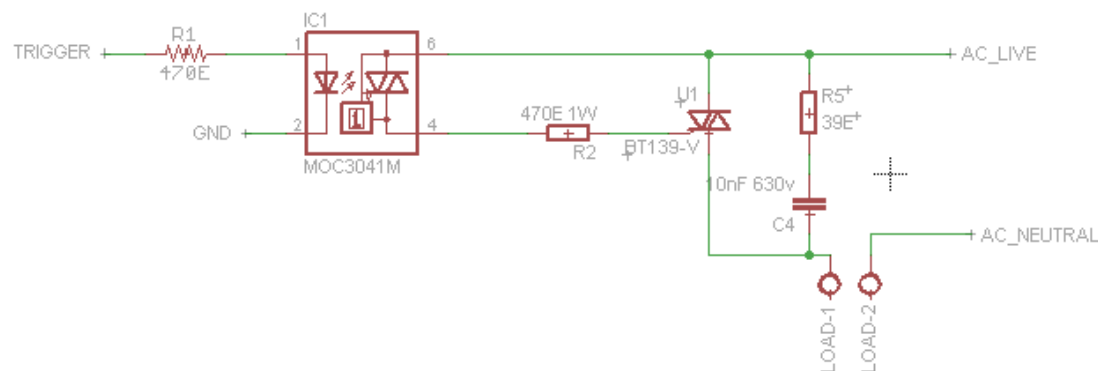 IC1
R1
TRIGGER
470E
1
6
AC_LIVE
U1
R5
39E
470E 1W
GND
2
4
1
R2
BT139-V
MOC3041M
10nF 630v
C4
AC_NEUTRAL
LOAD-1
LOAD-2